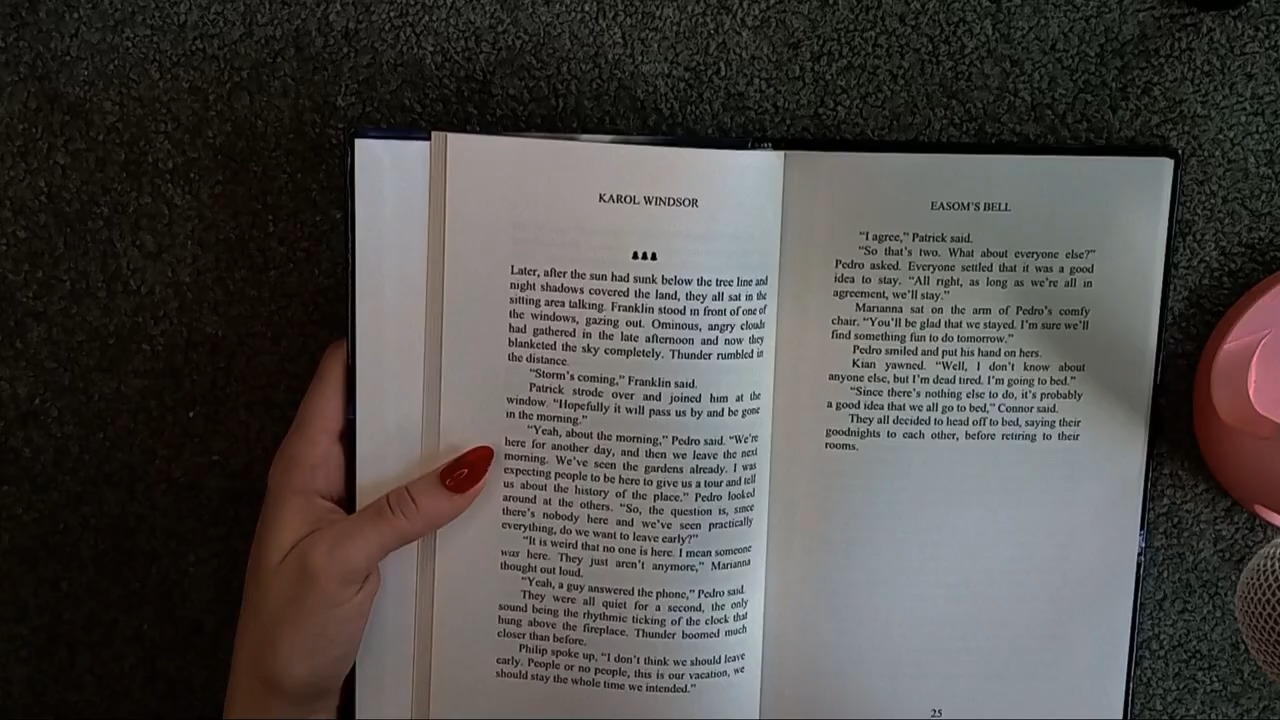 KAROL WINDSOR
Later, after the sun had sunk below the tree line and
night shadows covered the land, they all sat in the
sitting area talking. Franklin stood in front of one of
the windows, gazing out. Ominous, angry clouds
had gathered in the late afternoon and now they
blanketed the sky completely. Thunder rumbled in
the distance.
“Storm’s coming,” Franklin said.
Patrick strode over and joined him at the
window. “Hopefully it will pass us by and be gone
in the morning.”
“Yeah, about the morning,” Pedro said. “We’re
here for another day, and then we leave the next
morning. We’ve seen the gardens already. I was
expecting people to be here to give us a tour and tell
us about the history of the place.” Pedro looked
around at the others. “So, the question is, since
there’s nobody here and we’ve seen practically
everything, do we want to leave early?”
“It is weird that no one is here. I mean someone
was here. They just aren’t anymore,” Marianna
thought out loud.
“Yeah, a guy answered the phone,” Pedro said.
They were all quiet for a second, the only
sound being the rhythmic ticking of the clock that
hung above the fireplace. Thunder boomed much
closer than before.
Philip spoke up, “I don’t think we should leave
early. People or no people, this is our vacation, we
should stay the whole time we intended.”
EASOM’S BELL
“I agree,” Patrick said.
“So that’s two. What about everyone else?”
Pedro asked. Everyone settled that it was a good
idea to stay. “All right, as long as we’re all in
agreement, we’ll stay.”
Marianna sat on the arm of Pedro’s comfy
chair. “You’ll be glad that we stayed. I’m sure we’ll
find something fun to do tomorrow.”
Pedro smiled and put his hand on hers.
Kian yawned. “Well, I don’t know about
anyone else, but I’m dead tired. I’m going to bed.”
“Since there’s nothing else to do, it’s probably
a good idea that we all go to bed,” Connor said.
They all decided to head off to bed, saying their
goodnights to each other, before retiring to their
rooms.
25